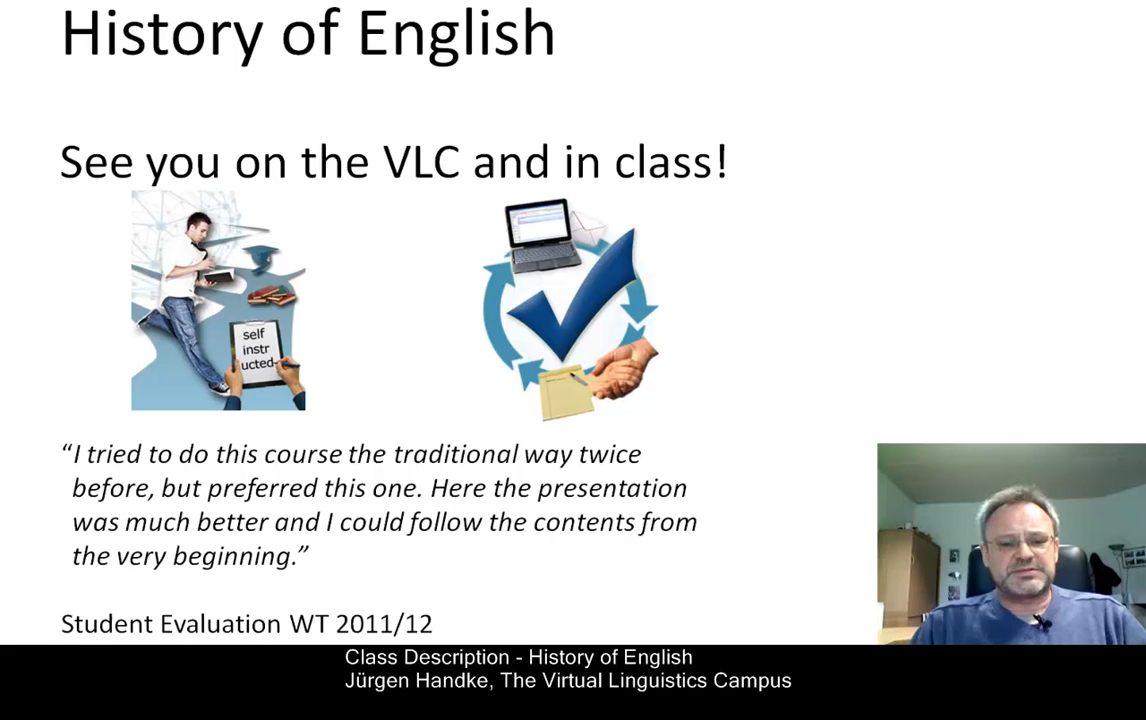 History of English
See you on the VLC and in class!
self
instr
ucted
“I tried to do this course the traditional way twice
before, but preferred this one. Here the presentation
was much better and I could follow the contents from
the very beginning.”
Student Evaluation WT 2011/12
Class Description - History of English
Jürgen Handke, The Virtual Linguistics Campus